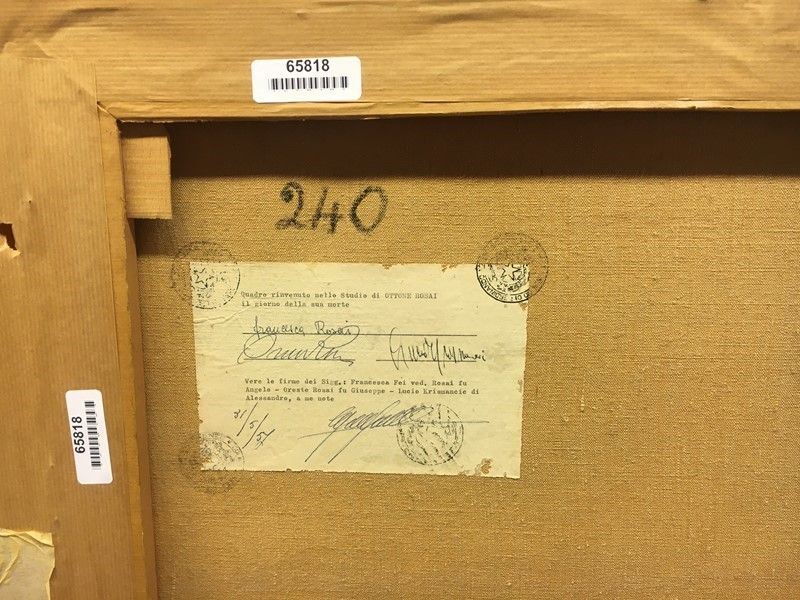 65818
240
Quadro rinvenuto nello Studio di OTTONE ROSAI
il giorno della sua morte
francesca Rosai
Vere le firme dei Sigg.: Francesca Fei ved. Rosai fu
Angelo - Oreste Rosai fu Giuseppe - Lucio Krismancie di
Alessandro, a me note
31/5/57
65818